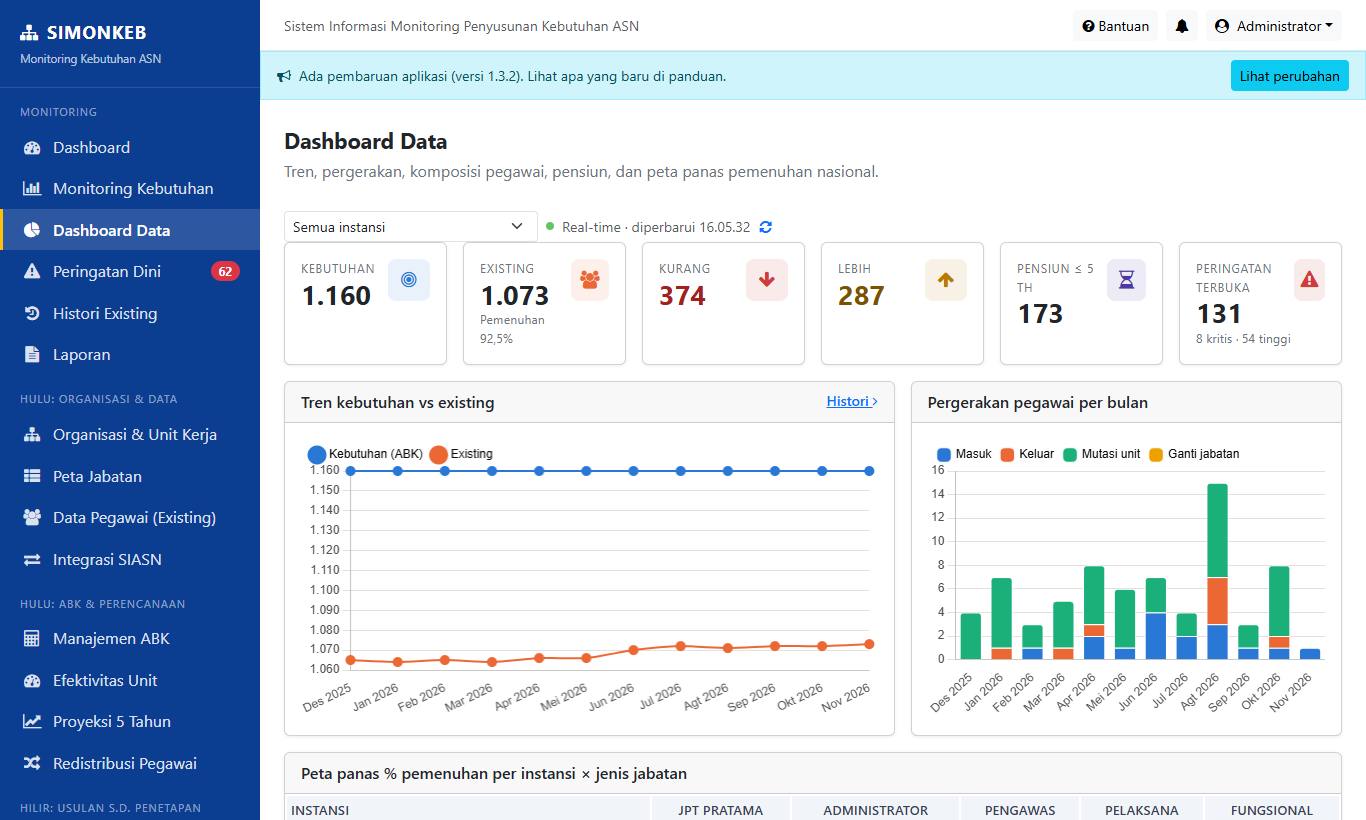 SIMONKEB
Monitoring Kebutuhan ASN
MONITORING
Dashboard
Monitoring Kebutuhan
Dashboard Data
Peringatan Dini 62
Histori Existing
Laporan
HULU: ORGANISASI & DATA
Organisasi & Unit Kerja
Peta Jabatan
Data Pegawai (Existing)
Integrasi SIASN
HULU: ABK & PERENCANAAN
Manajemen ABK
Efektivitas Unit
Proyeksi 5 Tahun
Redistribusi Pegawai
HILIR: USULAN S.D. PENETAPAN
Sistem Informasi Monitoring Penyusunan Kebutuhan ASN
Bantuan
Administrator
Ada pembaruan aplikasi (versi 1.3.2). Lihat apa yang baru di panduan.
Lihat perubahan
Dashboard Data
Tren, pergerakan, komposisi pegawai, pensiun, dan peta panas pemenuhan nasional.
Semua instansi
Real-time · diperbarui 16.05.32
KEBUTUHAN
1.160
EXISTING
1.073
Pemenuhan
92,5%
KURANG
374
LEBIH
287
PENSIUN ≤ 5
TH
173
PERINGATAN
TERBUKA
131
8 kritis · 54 tinggi
Tren kebutuhan vs existing
Histori
Kebutuhan (ABK) Existing
1.160
1.150
1.140
1.130
1.120
1.110
1.100
1.090
1.080
1.070
1.060
Des 2025 Jan 2026 Feb 2026 Mar 2026 Apr 2026 Mei 2026 Jun 2026 Jul 2026 Agt 2026 Sep 2026 Okt 2026 Nov 2026
Pergerakan pegawai per bulan
Masuk Keluar Mutasi unit Ganti jabatan
16
14
12
10
8
6
4
2
0
Des 2025 Jan 2026 Feb 2026 Mar 2026 Apr 2026 Mei 2026 Jun 2026 Jul 2026 Agt 2026 Sep 2026 Okt 2026 Nov 2026
Peta panas % pemenuhan per instansi × jenis jabatan
INSTANSI JPT PRATAMA ADMINISTRATOR PENGAWAS PELAKSANA FUNGSIONAL